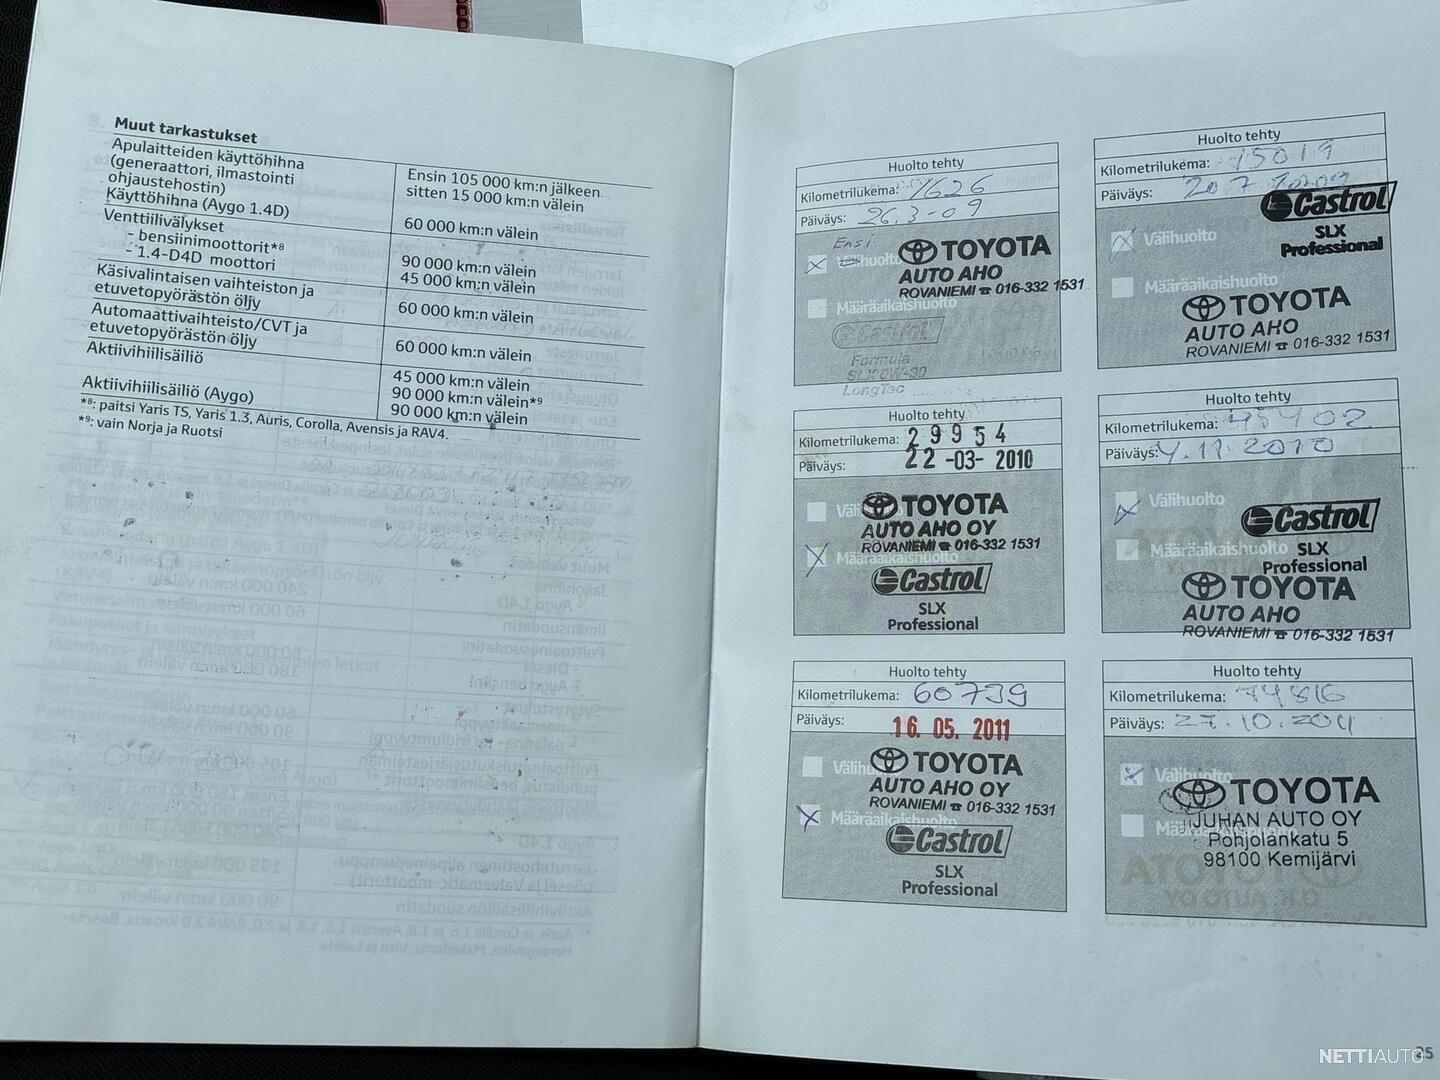 Muut tarkastukset
Apulaitteiden käyttöhihna
(generaattori, ilmastointi
ohjaustehostin)
Ensin 105 000 km:n jälkeen
sitten 15 000 km:n välein
Käyttöhihna (Aygo 1.4D)
60 000 km:n välein
Venttiilivälykset
- bensiinimoottorit*8
90 000 km:n välein
- 1.4-D4D moottori
45 000 km:n välein
Käsivalintaisen vaihteiston ja
etuvetopyörästön öljy
60 000 km:n välein
Automaattivaihteisto/CVT ja
etuvetopyörästön öljy
60 000 km:n välein
Aktiivihiilisäiliö
45 000 km:n välein
90 000 km:n välein*9
Aktiivihiilisäiliö (Aygo)
90 000 km:n välein
*8: paitsi Yaris TS, Yaris 1.3, Auris, Corolla, Avensis ja RAV4.
*9: vain Norja ja Ruotsi
Huolto tehty
Kilometrilukema: 1626
Päiväys: 26.3-09
Ensi
TOYOTA
AUTO AHO
ROVANIEMI ☎ 016-332 1531
Määräaikaishuolto
Castrol
Formula
LongTec
Huolto tehty
Kilometrilukema: 15019
Päiväys: 20.7.2009
Castrol
SLX
Professional
Välihuolto
Määräaikaishuolto
TOYOTA
AUTO AHO
ROVANIEMI ☎ 016-332 1531
Huolto tehty
Kilometrilukema: 29954
Päiväys: 22-03-2010
TOYOTA
AUTO AHO OY
ROVANIEMI ☎ 016-332 1531
Määräaikaishuolto
Castrol
SLX
Professional
Huolto tehty
Kilometrilukema: 45402
Päiväys: 4.11.2010
Välihuolto
Castrol
Määräaikaishuolto
SLX
Professional
TOYOTA
AUTO AHO
ROVANIEMI ☎ 016-332 1531
Huolto tehty
Kilometrilukema: 60739
Päiväys: 16. 05. 2011
TOYOTA
AUTO AHO OY
ROVANIEMI ☎ 016-332 1531
Määräaikaishuolto
Castrol
SLX
Professional
Huolto tehty
Kilometrilukema: 74816
Päiväys: 27.10.2011
Välihuolto
TOYOTA
JUHAN AUTO OY
Pohjolankatu 5
98100 Kemijärvi
25
NETTIAUTO